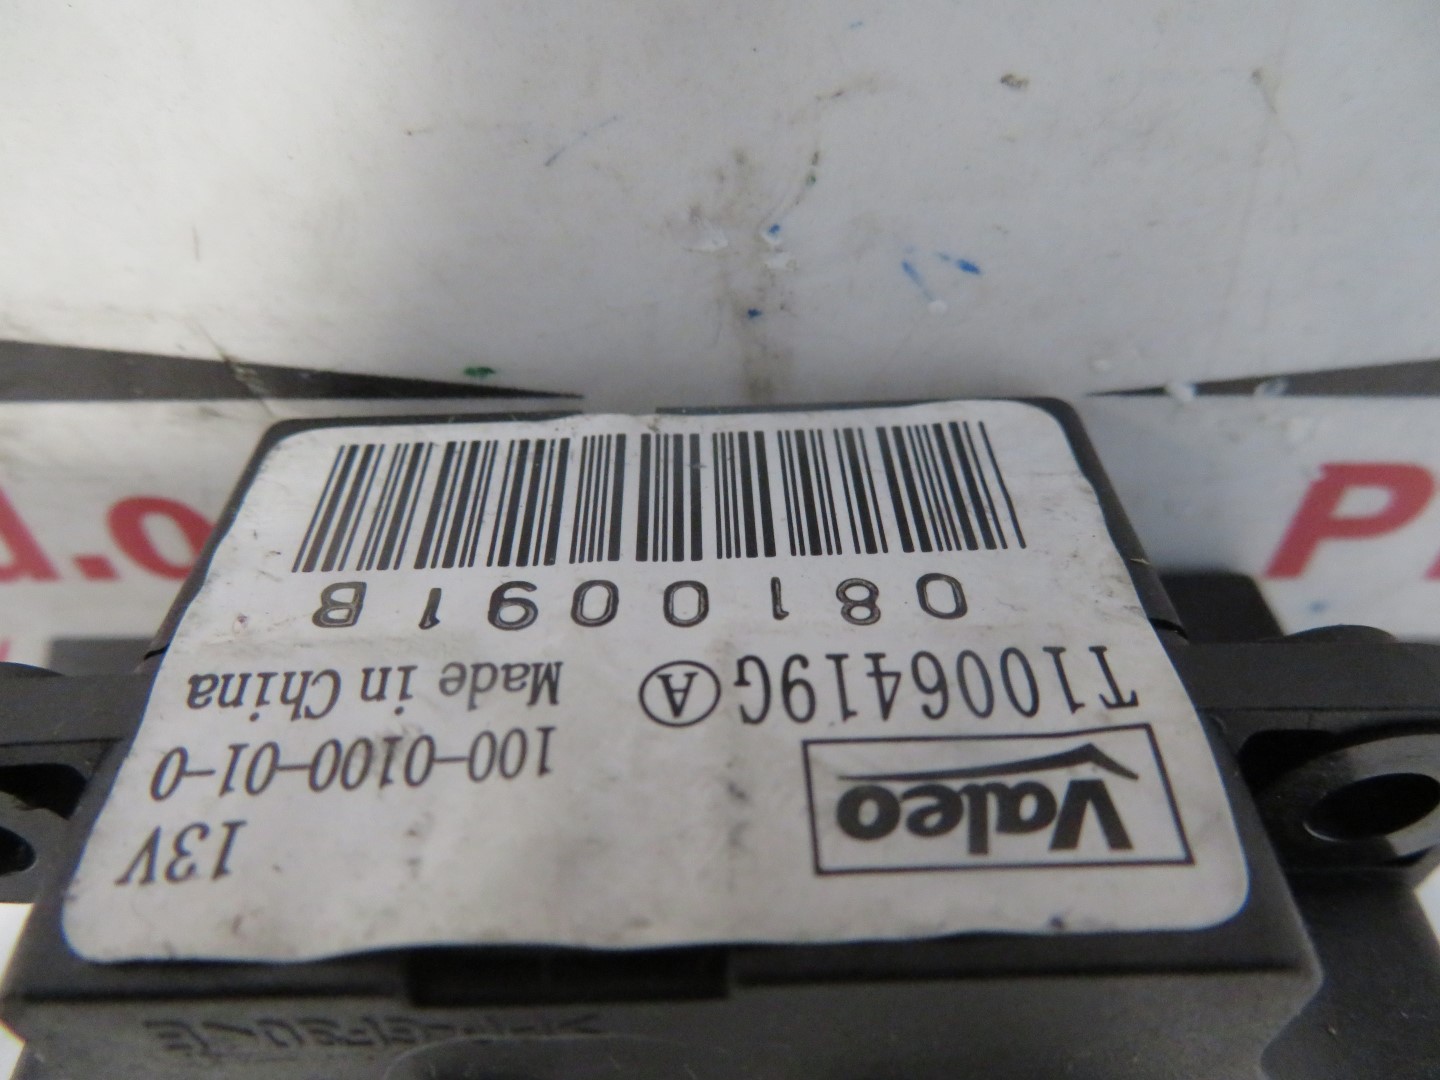 Valeo
13V
T1006419G Ⓐ
100-0100-01-0
Made in China
0810091B
d.o
P